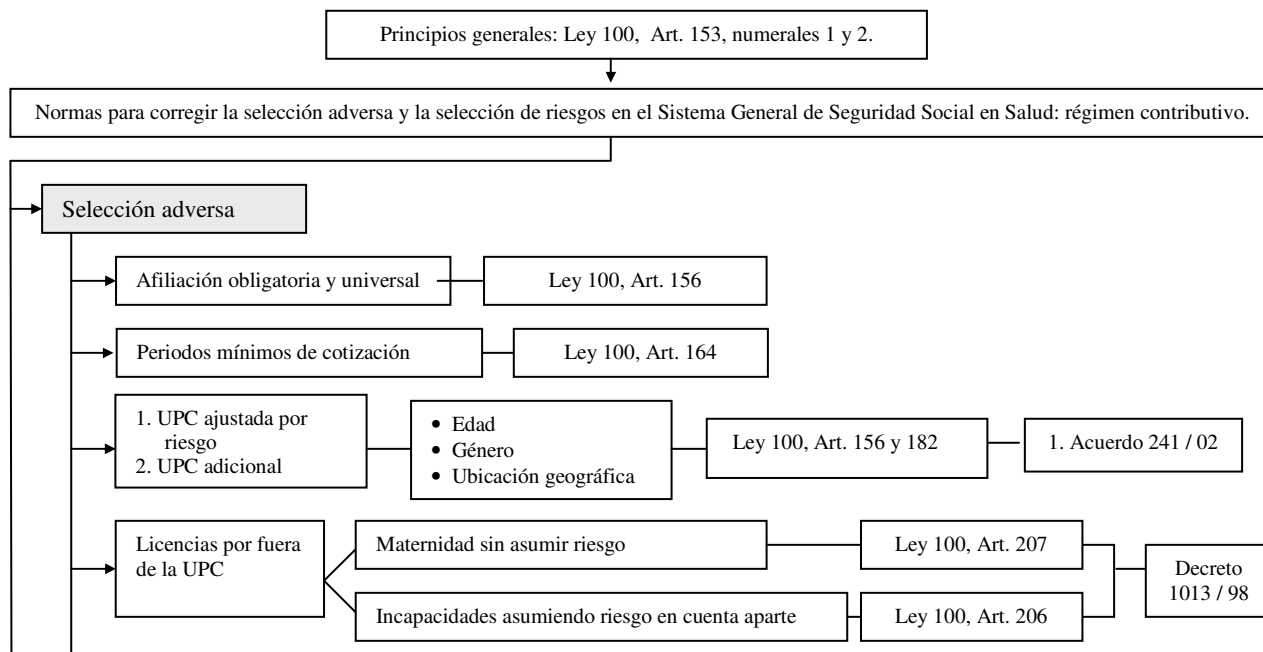 Principios generales: Ley 100, Art. 153, numerales 1 y 2.
Normas para corregir la selección adversa y la selección de riesgos en el Sistema General de Seguridad Social en Salud: régimen contributivo.
Selección adversa
Afiliación obligatoria y universal
Ley 100, Art. 156
Periodos mínimos de cotización
Ley 100, Art. 164
1. UPC ajustada por
riesgo
2. UPC adicional
• Edad
• Género
• Ubicación geográfica
Ley 100, Art. 156 y 182
1. Acuerdo 241 / 02
Licencias por fuera
de la UPC
Maternidad sin asumir riesgo
Ley 100, Art. 207
Incapacidades asumiendo riesgo en cuenta aparte
Ley 100, Art. 206
Decreto
1013 / 98